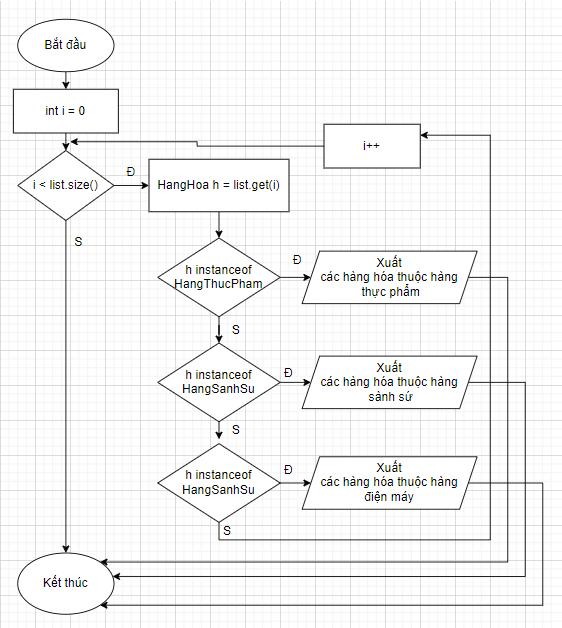 Bắt đầu
int i = 0
i++
i < list.size()
Đ
HangHoa h = list.get(i)
S
h instanceof
HangThucPham
Đ
Xuất
các hàng hóa thuộc hàng
thực phẩm
S
h instanceof
HangSanhSu
Đ
Xuất
các hàng hóa thuộc hàng
sành sứ
S
h instanceof
HangSanhSu
Đ
Xuất
các hàng hóa thuộc hàng
điện máy
S
Kết thúc